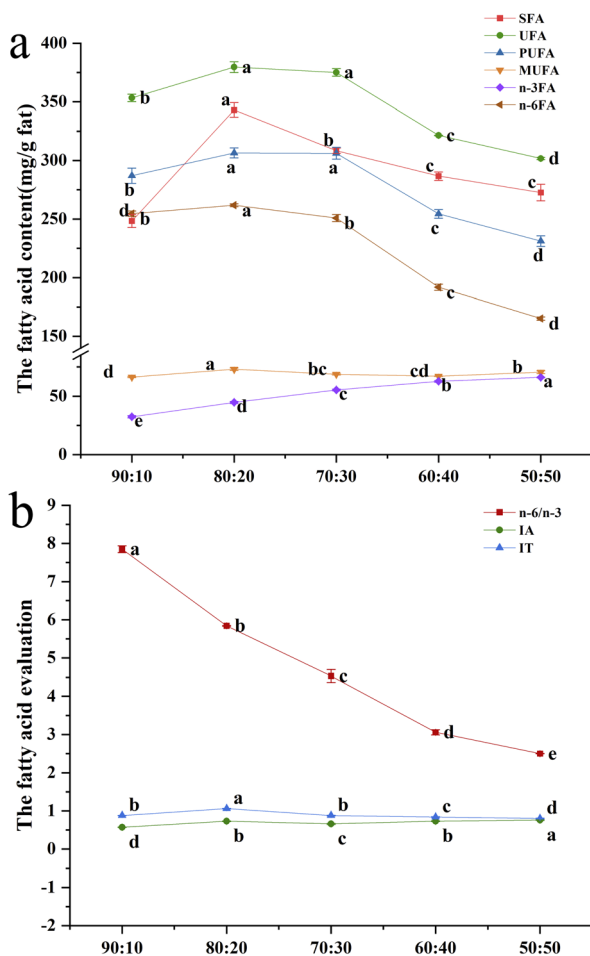 a
SFA
UFA
PUFA
MUFA
n-3FA
n-6FA
The fatty acid content(mg/g fat)
400
350
300
250
200
150
50
0
b a a c d
a b c c
b a a c d
d b a b c d
d a bc cd b
e d c b a
90:10 80:20 70:30 60:40 50:50
b
n-6/n-3
IA
IT
The fatty acid evaluation
9
8
7
6
5
4
3
2
1
0
-1
-2
a b c d e
b a b c d
d b c b a
90:10 80:20 70:30 60:40 50:50